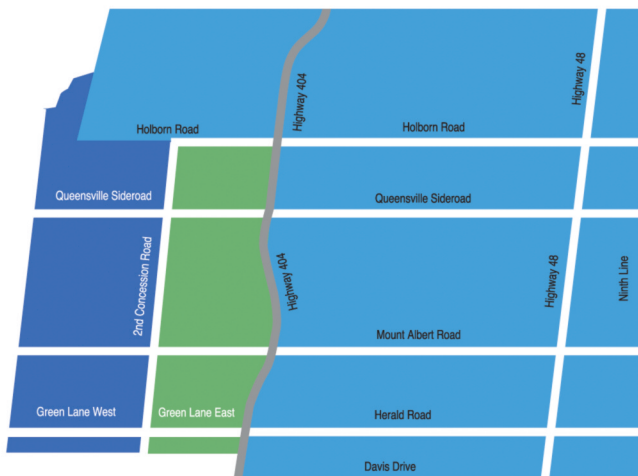 Highway 404
Highway 48
Holborn Road
Holborn Road
Queensville Sideroad
Queensville Sideroad
2nd Concession Road
Highway 404
Highway 48
Ninth Line
Mount Albert Road
Green Lane West
Green Lane East
Herald Road
Davis Drive